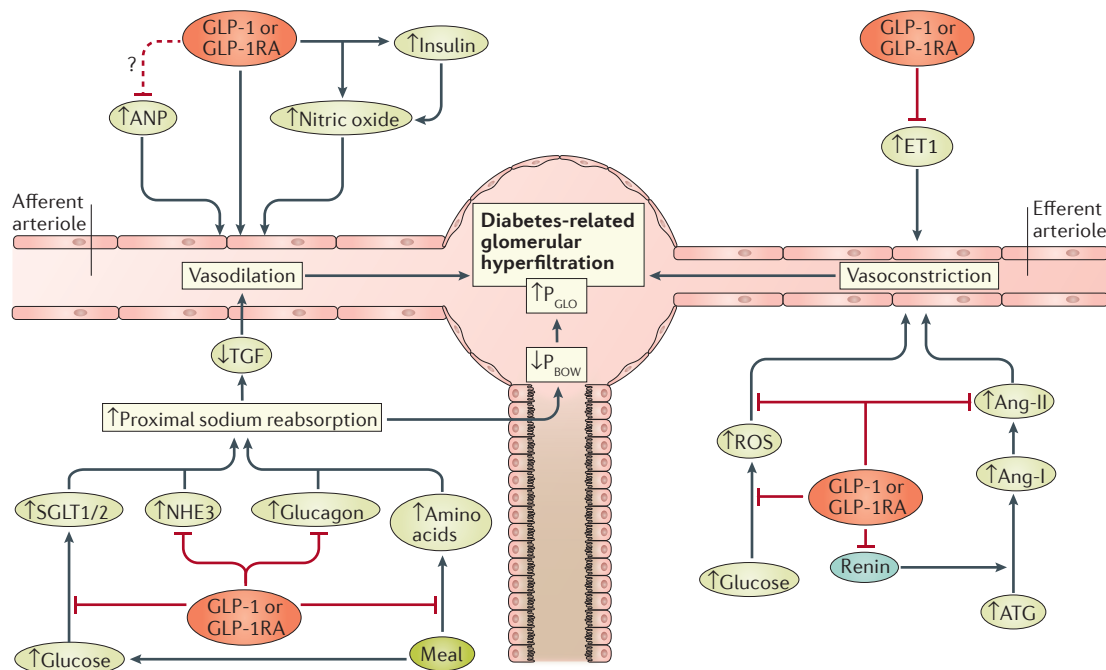 GLP-1 or
GLP-1RA
↑Insulin
?
↑ANP
↑Nitric oxide
GLP-1 or
GLP-1RA
↑ET1
Afferent
arteriole
Diabetes-related
glomerular
hyperfiltration
Efferent
arteriole
Vasodilation
Vasoconstriction
↑P_GLO
↓TGF
↓P_BOW
↑Proximal sodium reabsorption
↑SGLT1/2
↑NHE3
↑Glucagon
↑Amino
acids
GLP-1 or
GLP-1RA
↑Glucose
Meal
↑Ang-II
↑ROS
↑Ang-I
GLP-1 or
GLP-1RA
Renin
↑Glucose
↑ATG